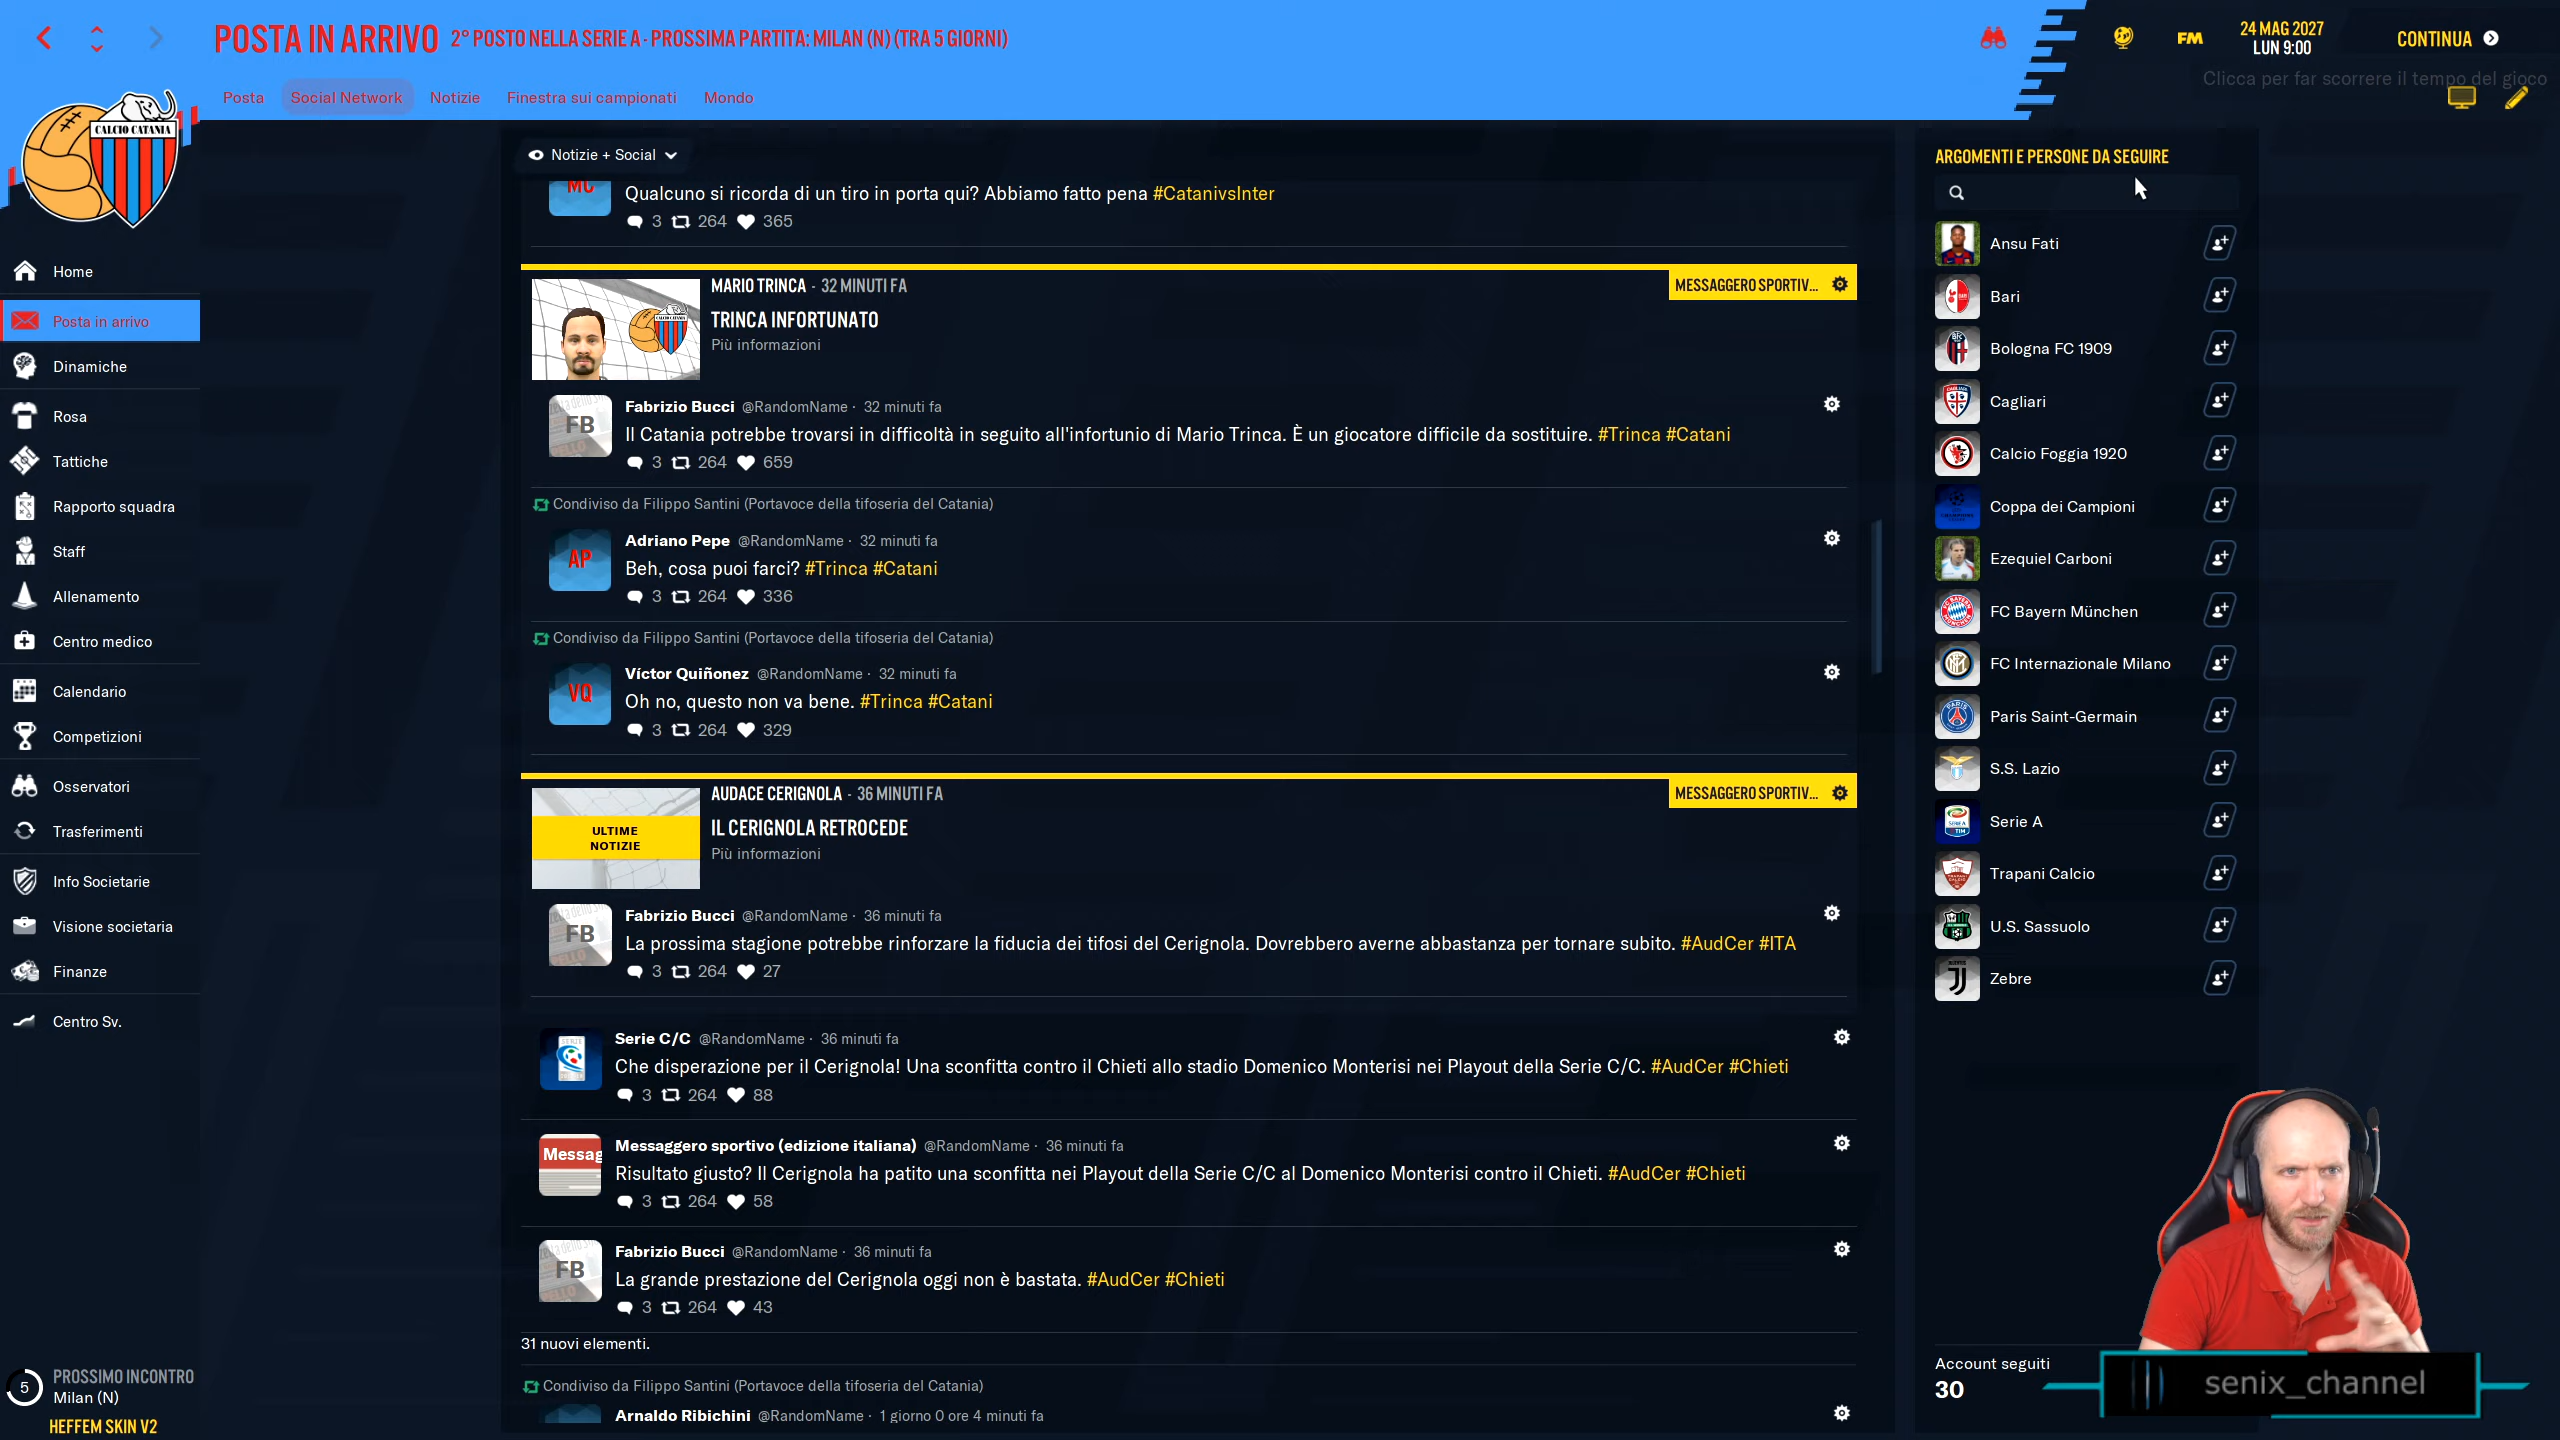 POSTA IN ARRIVO
2° POSTO NELLA SERIE A - PROSSIMA PARTITA: MILAN (N) (TRA 5 GIORNI)
FM
24 MAG 2027
LUN 9:00
CONTINUA
Clicca per far scorrere il tempo del gioco
Posta
Social Network
Notizie
Finestra sui campionati
Mondo
CALCIO CATANIA
Home
Posta in arrivo
Dinamiche
Rosa
Tattiche
Rapporto squadra
Staff
Allenamento
Centro medico
Calendario
Competizioni
Osservatori
Trasferimenti
Info Societarie
Visione societaria
Finanze
Centro Sv.
5
PROSSIMO INCONTRO
Milan (N)
HEFFEM SKIN V2
Notizie + Social
MC
Qualcuno si ricorda di un tiro in porta qui? Abbiamo fatto pena #CatanivsInter
3 264 365
MARIO TRINCA - 32 MINUTI FA
MESSAGGERO SPORTIV...
TRINCA INFORTUNATO
Più informazioni
FB
Fabrizio Bucci @RandomName · 32 minuti fa
Il Catania potrebbe trovarsi in difficoltà in seguito all'infortunio di Mario Trinca. È un giocatore difficile da sostituire. #Trinca #Catani
3 264 659
Condiviso da Filippo Santini (Portavoce della tifoseria del Catania)
AP
Adriano Pepe @RandomName · 32 minuti fa
Beh, cosa puoi farci? #Trinca #Catani
3 264 336
Condiviso da Filippo Santini (Portavoce della tifoseria del Catania)
VQ
Víctor Quiñonez @RandomName · 32 minuti fa
Oh no, questo non va bene. #Trinca #Catani
3 264 329
AUDACE CERIGNOLA - 36 MINUTI FA
MESSAGGERO SPORTIV...
ULTIME
NOTIZIE
IL CERIGNOLA RETROCEDE
Più informazioni
FB
Fabrizio Bucci @RandomName · 36 minuti fa
La prossima stagione potrebbe rinforzare la fiducia dei tifosi del Cerignola. Dovrebbero averne abbastanza per tornare subito. #AudCer #ITA
3 264 27
Serie C/C @RandomName · 36 minuti fa
Che disperazione per il Cerignola! Una sconfitta contro il Chieti allo stadio Domenico Monterisi nei Playout della Serie C/C. #AudCer #Chieti
3 264 88
Messag
Messaggero sportivo (edizione italiana) @RandomName · 36 minuti fa
Risultato giusto? Il Cerignola ha patito una sconfitta nei Playout della Serie C/C al Domenico Monterisi contro il Chieti. #AudCer #Chieti
3 264 58
FB
Fabrizio Bucci @RandomName · 36 minuti fa
La grande prestazione del Cerignola oggi non è bastata. #AudCer #Chieti
3 264 43
31 nuovi elementi.
Condiviso da Filippo Santini (Portavoce della tifoseria del Catania)
Arnaldo Ribichini @RandomName · 1 giorno 0 ore 4 minuti fa
ARGOMENTI E PERSONE DA SEGUIRE
Ansu Fati
Bari
Bologna FC 1909
Cagliari
Calcio Foggia 1920
Coppa dei Campioni
Ezequiel Carboni
FC Bayern München
FC Internazionale Milano
Paris Saint-Germain
S.S. Lazio
Serie A
Trapani Calcio
U.S. Sassuolo
Zebre
Account seguiti
30
senix_channel